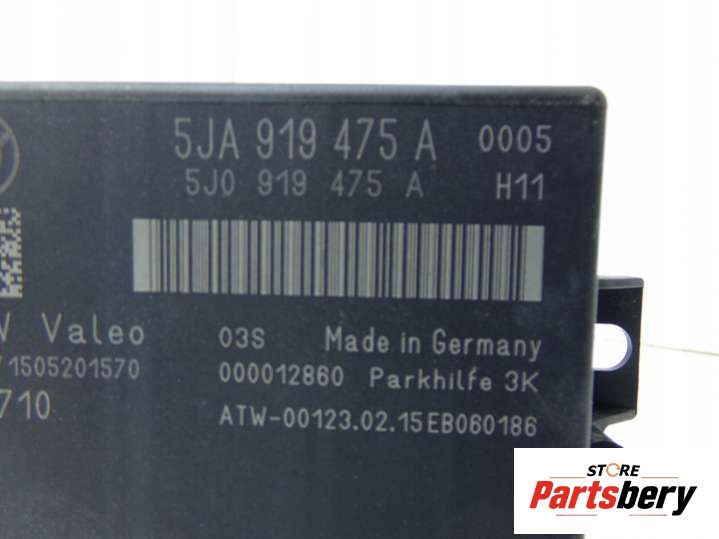 5JA 919 475 A 0005
5J0 919 475 A H11
Valeo 03S Made in Germany
1505201570 000012860 Parkhilfe 3K
710 ATW-00123.02.15EB060186
STORE
Partsbery